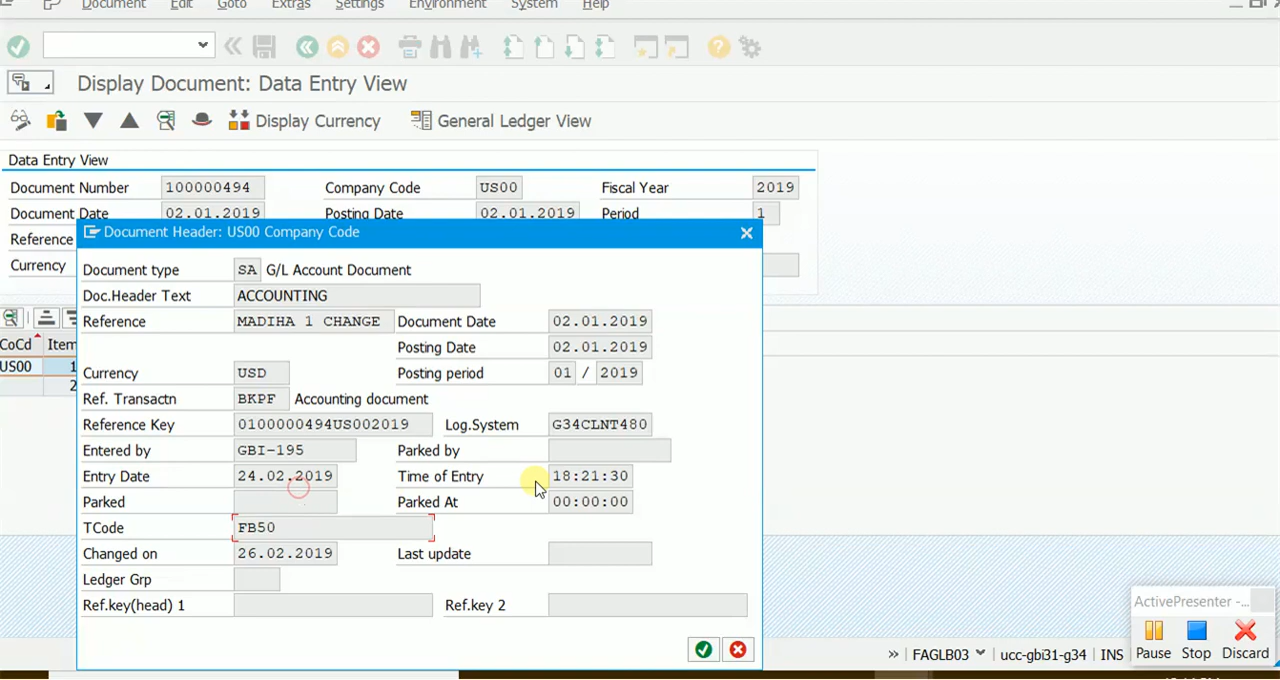 Document Edit Goto Extras Settings Environment System Help
Display Document: Data Entry View
Display Currency General Ledger View
Data Entry View
Document Number 100000494 Company Code US00 Fiscal Year 2019
Document Date 02.01.2019 Posting Date 02.01.2019 Period 1
Reference
Currency
Document Header: US00 Company Code
Document type SA G/L Account Document
Doc.Header Text ACCOUNTING
Reference MADIHA 1 CHANGE Document Date 02.01.2019
Posting Date 02.01.2019
Currency USD Posting period 01 / 2019
Ref. Transactn BKPF Accounting document
Reference Key 0100000494US002019 Log.System G34CLNT480
Entered by GBI-195 Parked by
Entry Date 24.02.2019 Time of Entry 18:21:30
Parked Parked At 00:00:00
TCode FB50
Changed on 26.02.2019 Last update
Ledger Grp
Ref.key(head) 1 Ref.key 2
CoCd Item
US00 1
2
ActivePresenter -...
Pause Stop Discard
» FAGLB03 ucc-gbi31-g34 INS